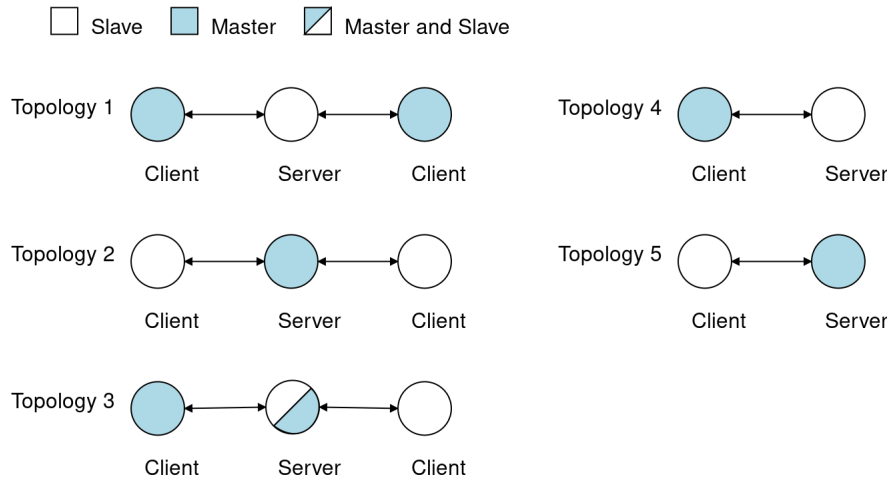 Slave Master Master and Slave
Topology 1
Client Server Client
Topology 4
Client Server
Topology 2
Client Server Client
Topology 5
Client Server
Topology 3
Client Server Client